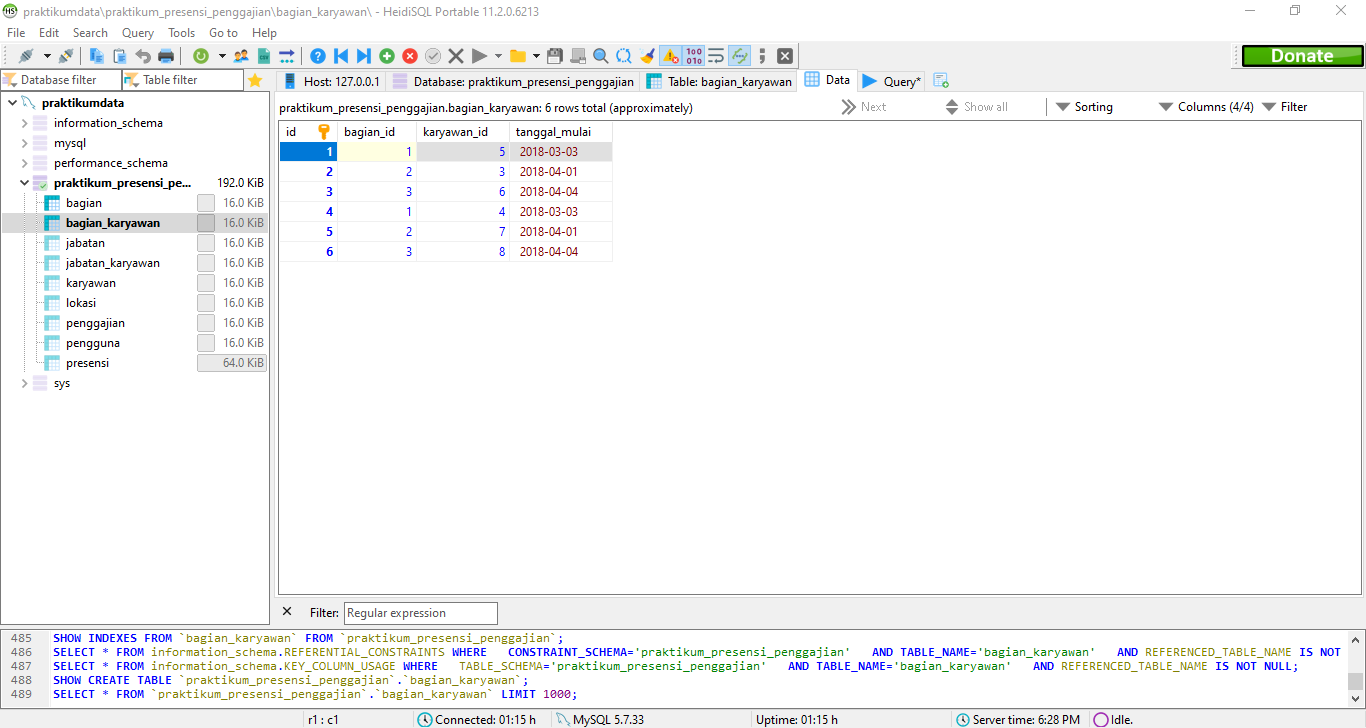 praktikumdata\praktikum_presensi_penggajian\bagian_karyawan\ - HeidiSQL Portable 11.2.0.6213
File Edit Search Query Tools Go to Help
Donate
Database filter Table filter
Host: 127.0.0.1 Database: praktikum_presensi_penggajian Table: bagian_karyawan Data Query*
praktikumdata
information_schema
mysql
performance_schema
praktikum_presensi_pe... 192.0 KiB
bagian 16.0 KiB
bagian_karyawan 16.0 KiB
jabatan 16.0 KiB
jabatan_karyawan 16.0 KiB
karyawan 16.0 KiB
lokasi 16.0 KiB
penggajian 16.0 KiB
pengguna 16.0 KiB
presensi 64.0 KiB
sys
praktikum_presensi_penggajian.bagian_karyawan: 6 rows total (approximately) Next Show all Sorting Columns (4/4) Filter
id bagian_id karyawan_id tanggal_mulai
1 1 5 2018-03-03
2 2 3 2018-04-01
3 3 6 2018-04-04
4 1 4 2018-03-03
5 2 7 2018-04-01
6 3 8 2018-04-04
Filter: Regular expression
485 SHOW INDEXES FROM `bagian_karyawan` FROM `praktikum_presensi_penggajian`;
486 SELECT * FROM information_schema.REFERENTIAL_CONSTRAINTS WHERE CONSTRAINT_SCHEMA='praktikum_presensi_penggajian' AND TABLE_NAME='bagian_karyawan' AND REFERENCED_TABLE_NAME IS NOT
487 SELECT * FROM information_schema.KEY_COLUMN_USAGE WHERE TABLE_SCHEMA='praktikum_presensi_penggajian' AND TABLE_NAME='bagian_karyawan' AND REFERENCED_TABLE_NAME IS NOT NULL;
488 SHOW CREATE TABLE `praktikum_presensi_penggajian`.`bagian_karyawan`;
489 SELECT * FROM `praktikum_presensi_penggajian`.`bagian_karyawan` LIMIT 1000;
r1 : c1 Connected: 01:15 h MySQL 5.7.33 Uptime: 01:15 h Server time: 6:28 PM Idle.